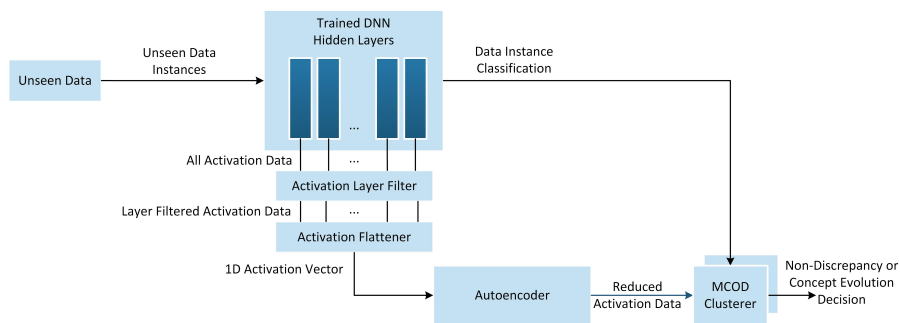 Trained DNN
Hidden Layers
Unseen Data
Unseen Data
Instances
Data Instance
Classification
...
All Activation Data
...
Activation Layer Filter
Layer Filtered Activation Data
...
Activation Flattener
1D Activation Vector
Autoencoder
Reduced
Activation Data
MCOD
Clusterer
Non-Discrepancy or
Concept Evolution
Decision